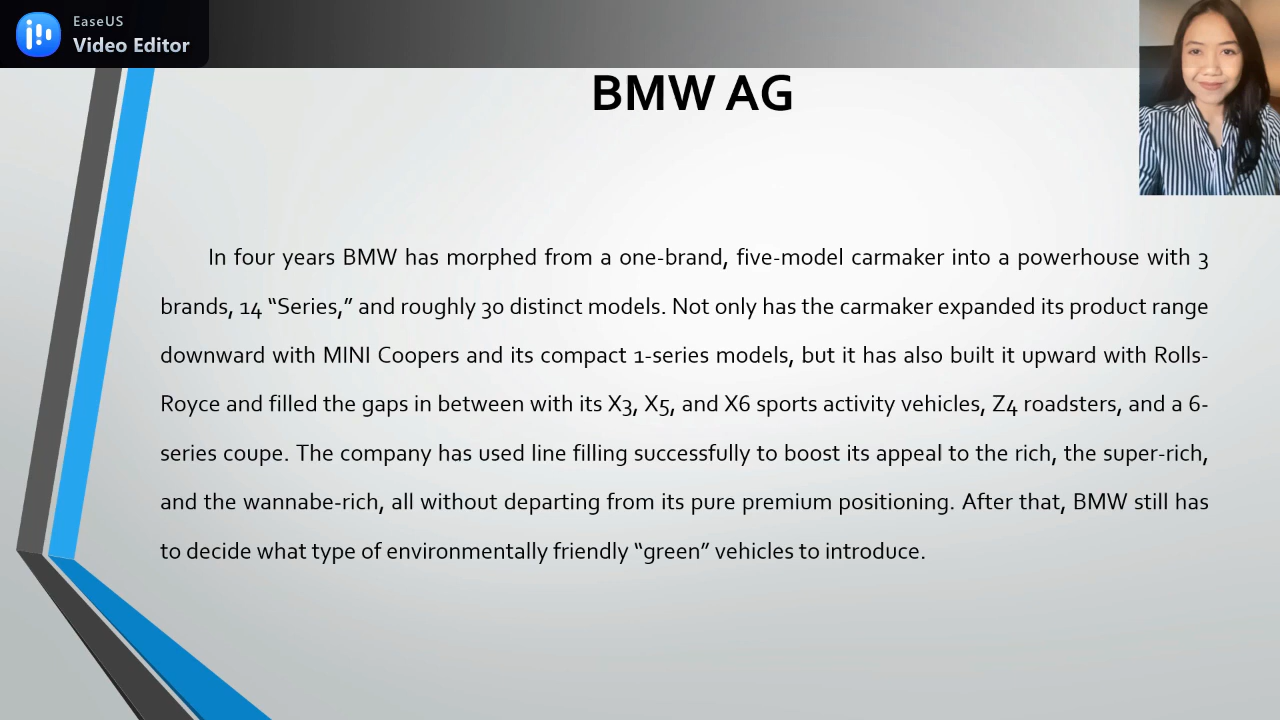 EaseUS
Video Editor
BMW AG
In four years BMW has morphed from a one-brand, five-model carmaker into a powerhouse with 3
brands, 14 “Series,” and roughly 30 distinct models. Not only has the carmaker expanded its product range
downward with MINI Coopers and its compact 1-series models, but it has also built it upward with Rolls-
Royce and filled the gaps in between with its X3, X5, and X6 sports activity vehicles, Z4 roadsters, and a 6-
series coupe. The company has used line filling successfully to boost its appeal to the rich, the super-rich,
and the wannabe-rich, all without departing from its pure premium positioning. After that, BMW still has
to decide what type of environmentally friendly “green” vehicles to introduce.